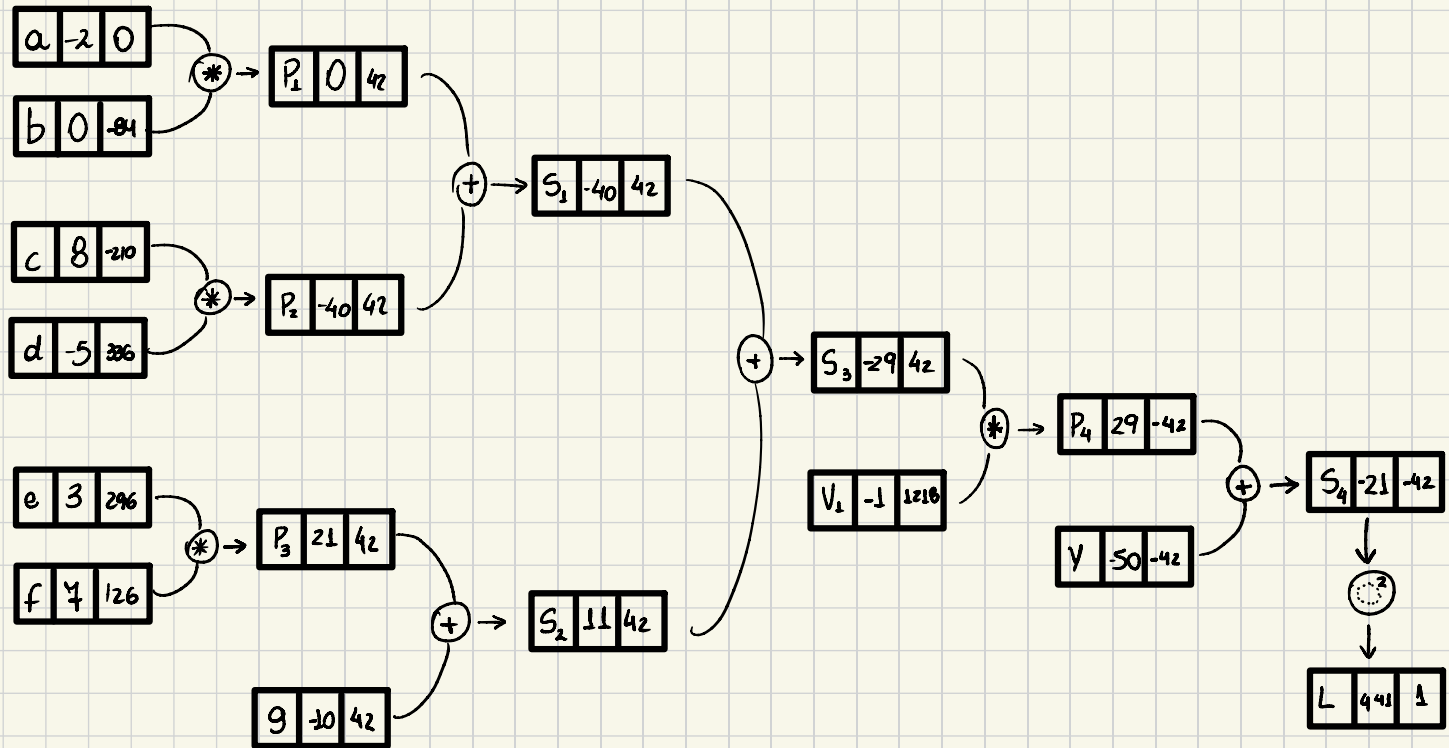 a -2 0
*
b 0 -84
P1 0 42
+
c 8 -210
*
d -5 336
P2 -40 42
S1 -40 42
+
e 3 296
*
f 7 126
P3 21 42
+
g -10 42
S2 11 42
S3 -29 42
*
V1 -1 1218
P4 29 -42
+
y -50 -42
S4 -21 -42
2
L 441 1